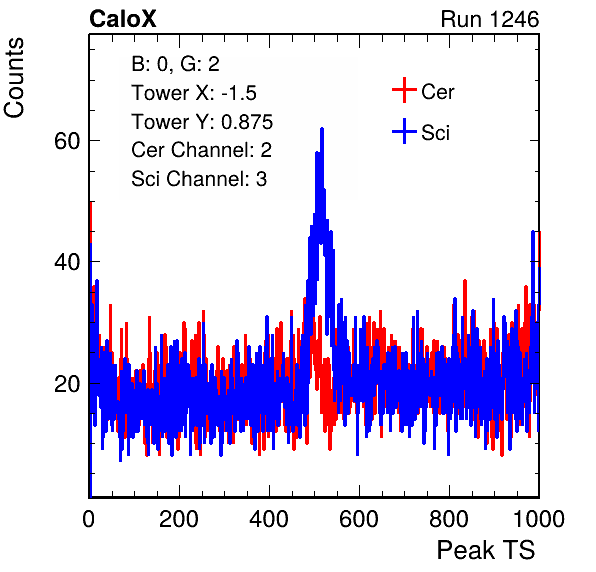 CaloX Run 1246
Counts
B: 0, G: 2
Tower X: -1.5
Tower Y: 0.875
Cer Channel: 2
Sci Channel: 3
Cer
Sci
60
40
20
0 200 400 600 800 1000
Peak TS